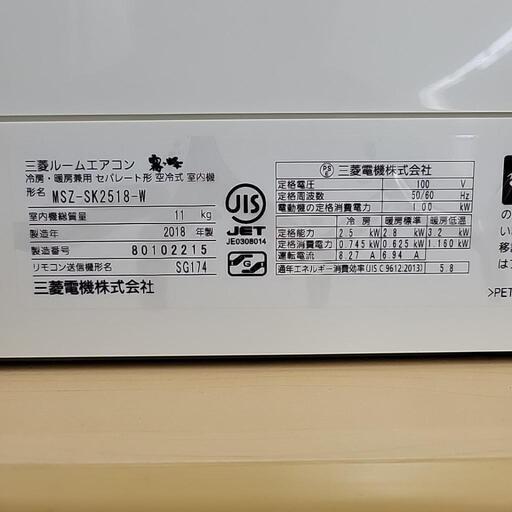 三菱ルームエアコン 霧ヶ峰
冷房・暖房兼用 セパレート形 空冷式 室内機
形名 MSZ-SK2518-W
室内機総質量 11 kg
製造年 2018 年製
製造番号 80102215
リモコン送信機形名 SG174
三菱電機株式会社
JIS
JET
JE0308014
G
PS E 三菱電機株式会社
定格電圧 100 V
定格周波数 50/60 Hz
電動機の定格消費電力 1.00 kW
冷房 暖房標準 暖房低温
定格能力 2.5 kW 2.8 kW 3.2 kW
定格消費電力 0.745 kW 0.625 kW 1.160 kW
運転電流 8.27 A 6.94 A
通年エネルギー消費効率(JIS C 9612:2013) 5.8
の
い
移
は
>PET